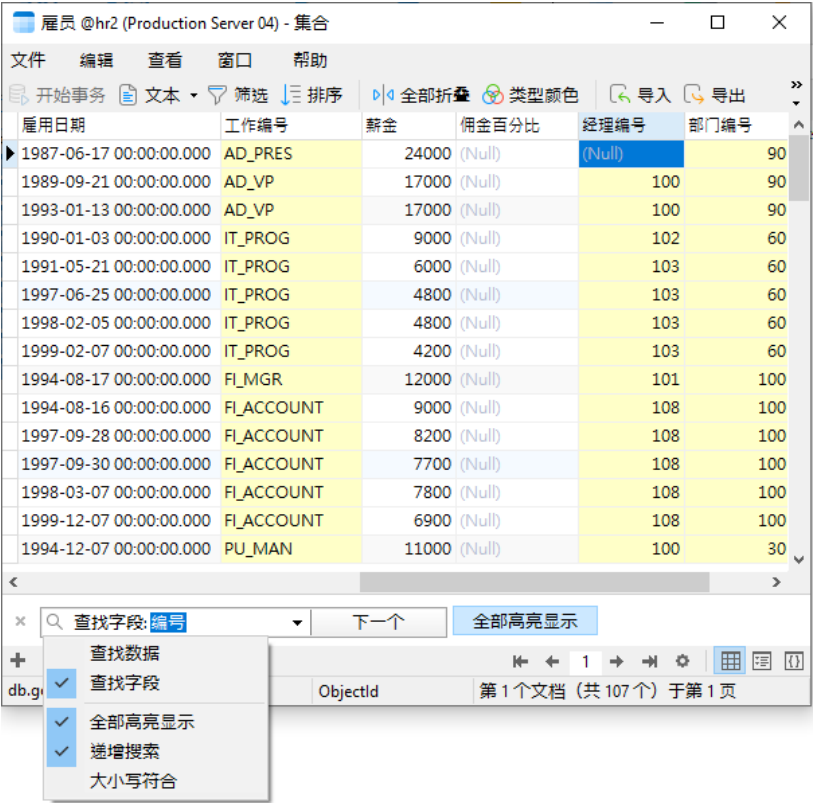 雇员 @hr2 (Production Server 04) - 集合
文件 编辑 查看 窗口 帮助
开始事务 文本 筛选 排序 全部折叠 类型颜色 导入 导出
雇用日期 工作编号 薪金 佣金百分比 经理编号 部门编号
1987-06-17 00:00:00.000 AD_PRES 24000 (Null) (Null) 90
1989-09-21 00:00:00.000 AD_VP 17000 (Null) 100 90
1993-01-13 00:00:00.000 AD_VP 17000 (Null) 100 90
1990-01-03 00:00:00.000 IT_PROG 9000 (Null) 102 60
1991-05-21 00:00:00.000 IT_PROG 6000 (Null) 103 60
1997-06-25 00:00:00.000 IT_PROG 4800 (Null) 103 60
1998-02-05 00:00:00.000 IT_PROG 4800 (Null) 103 60
1999-02-07 00:00:00.000 IT_PROG 4200 (Null) 103 60
1994-08-17 00:00:00.000 FI_MGR 12000 (Null) 101 100
1994-08-16 00:00:00.000 FI_ACCOUNT 9000 (Null) 108 100
1997-09-28 00:00:00.000 FI_ACCOUNT 8200 (Null) 108 100
1997-09-30 00:00:00.000 FI_ACCOUNT 7700 (Null) 108 100
1998-03-07 00:00:00.000 FI_ACCOUNT 7800 (Null) 108 100
1999-12-07 00:00:00.000 FI_ACCOUNT 6900 (Null) 108 100
1994-12-07 00:00:00.000 PU_MAN 11000 (Null) 100 30
查找字段: 编号 下一个 全部高亮显示
查找数据
1
查找字段
db.g ObjectId 第 1 个文档 (共 107 个) 于第 1 页
全部高亮显示
递增搜索
大小写符合